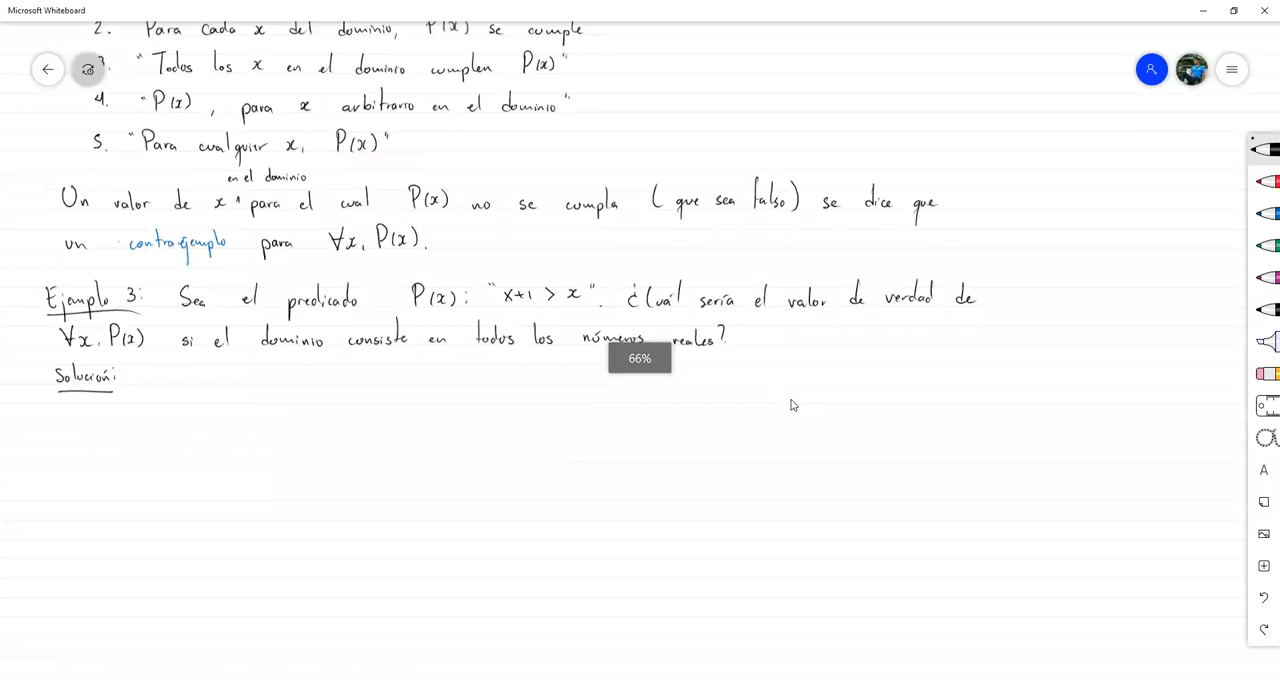 Microsoft Whiteboard
2. Para cada x del dominio, P(x) se cumple
3. "Todos los x en el dominio cumplen P(x)"
4. "P(x), para x arbitrario en el dominio"
5. "Para cualquier x, P(x)"
en el dominio
Un valor de x ^ para el cual P(x) no se cumpla (que sea falso) se dice que
un contraejemplo para ∀x, P(x).
Ejemplo 3: Sea el predicado P(x): "x+1 > x". ¿Cuál sería el valor de verdad de
∀x, P(x) si el dominio consiste en todos los números reales?
66%
Solución:
A